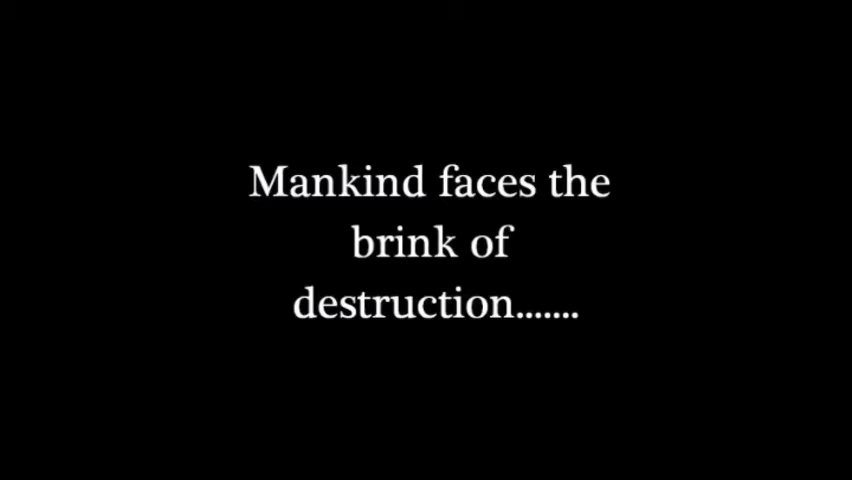 Mankind faces the
brink of
destruction.......